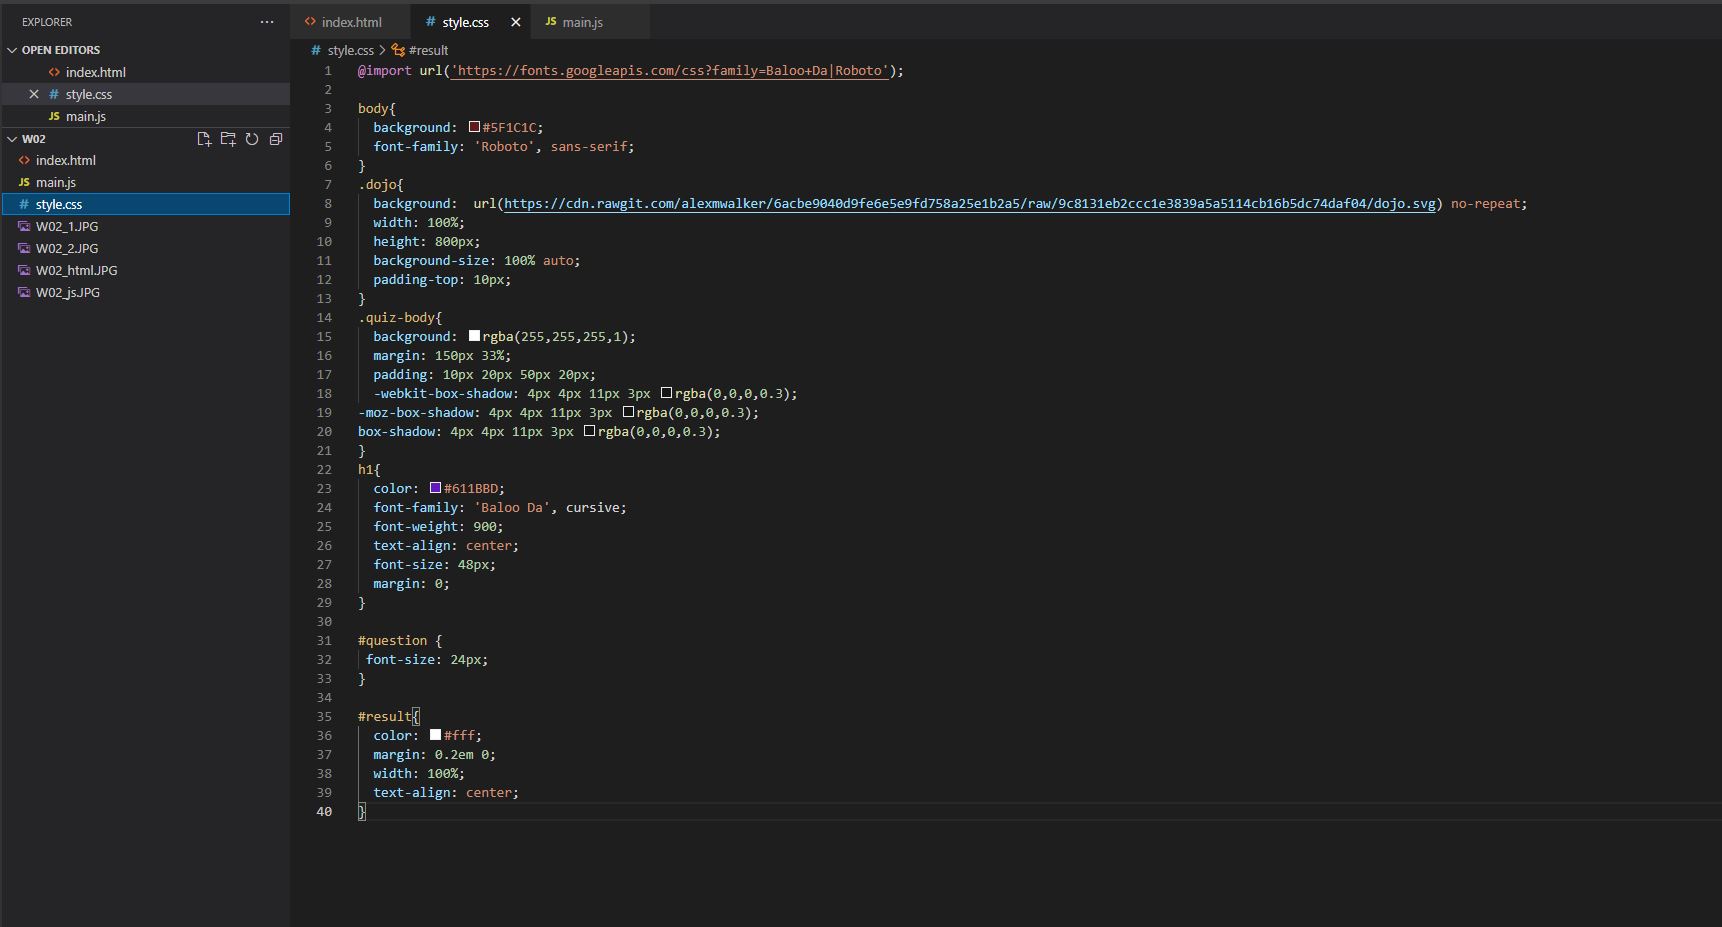 EXPLORER
OPEN EDITORS
index.html
style.css
main.js
W02
index.html
main.js
style.css
W02_1.JPG
W02_2.JPG
W02_html.JPG
W02_js.JPG
index.html
style.css
main.js
style.css > #result
1 @import url('https://fonts.googleapis.com/css?family=Baloo+Da|Roboto');
2
3 body{
4   background: #5F1C1C;
5   font-family: 'Roboto', sans-serif;
6 }
7 .dojo{
8   background:  url(https://cdn.rawgit.com/alexmwalker/6acbe9040d9fe6e5e9fd758a25e1b2a5/raw/9c8131eb2ccc1e3839a5a5114cb16b5dc74daf04/dojo.svg) no-repeat;
9   width: 100%;
10   height: 800px;
11   background-size: 100% auto;
12   padding-top: 10px;
13 }
14 .quiz-body{
15   background: rgba(255,255,255,1);
16   margin: 150px 33%;
17   padding: 10px 20px 50px 20px;
18   -webkit-box-shadow: 4px 4px 11px 3px rgba(0,0,0,0.3);
19 -moz-box-shadow: 4px 4px 11px 3px rgba(0,0,0,0.3);
20 box-shadow: 4px 4px 11px 3px rgba(0,0,0,0.3);
21 }
22 h1{
23   color: #611BBD;
24   font-family: 'Baloo Da', cursive;
25   font-weight: 900;
26   text-align: center;
27   font-size: 48px;
28   margin: 0;
29 }
30
31 #question {
32  font-size: 24px;
33 }
34
35 #result{
36   color: #fff;
37   margin: 0.2em 0;
38   width: 100%;
39   text-align: center;
40 }